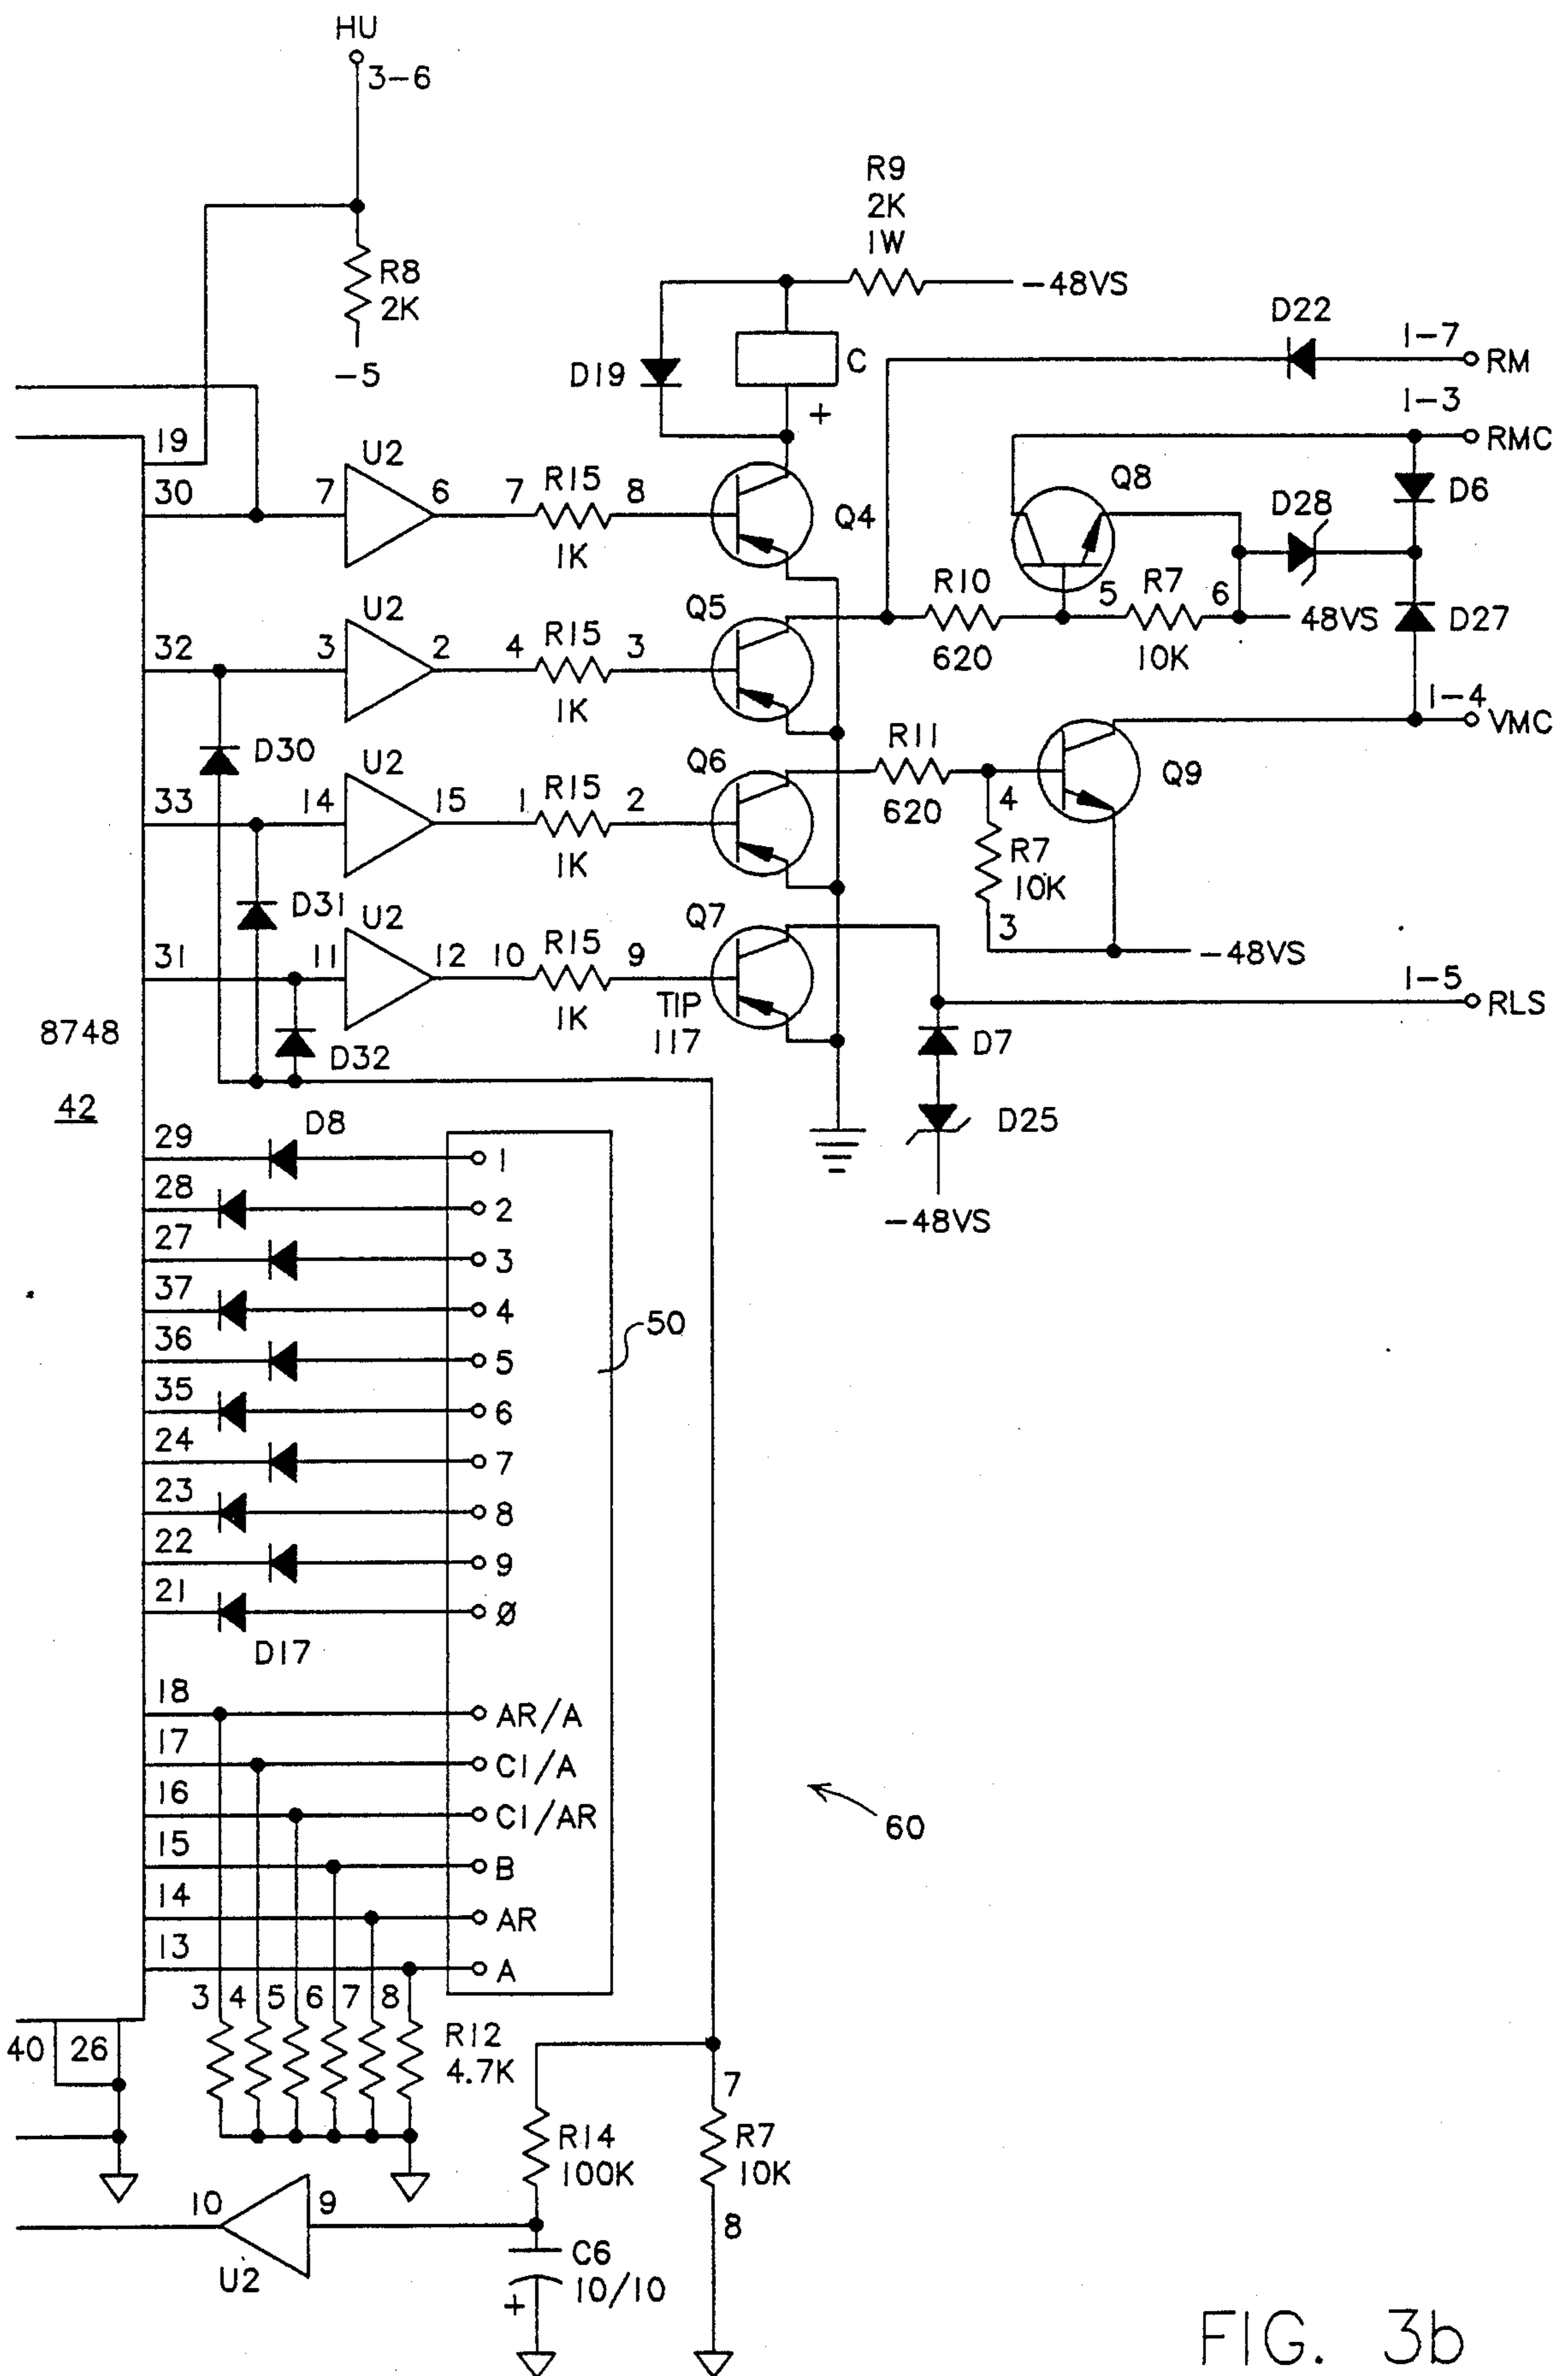 HU
3-6
R8
2K
-5
R9
2K
1W
-48VS
D19
C
+
D22
1-7
RM
1-3
RMC
19
30
7
U2
6
7
R15
8
1K
Q4
Q8
D28
D6
32
3
U2
2
4
R15
3
1K
Q5
R10
620
5
R7
10K
6
48VS
D27
1-4
VMC
D30
33
14
U2
15
1
R15
2
1K
Q6
R11
620
4
Q9
R7
10K
3
-48VS
D31
31
11
U2
12
10
R15
9
1K
Q7
TIP
117
1-5
RLS
D32
D7
D25
-48VS
8748
42
29
D8
1
28
2
27
3
37
4
36
5
50
35
6
24
7
23
8
22
9
21
Ø
D17
18
AR/A
17
C1/A
16
C1/AR
60
15
B
14
AR
13
A
3 4 5 6 7 8
R12
4.7K
40
26
7
R14
100K
R7
10K
8
10
9
U2
C6
10/10
+
FIG. 3b